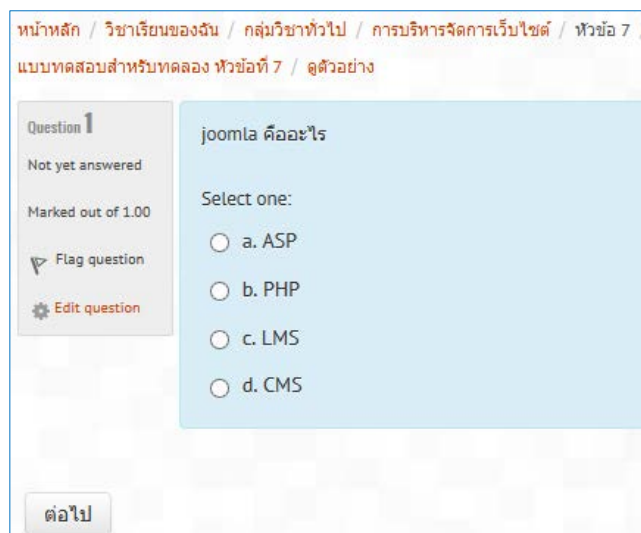 หน้าหลัก / วิชาเรียนของฉัน / กลุ่มวิชาทั่วไป / การบริหารจัดการเว็บไซต์ / หัวข้อ 7 /
แบบทดสอบสำหรับทดลอง หัวข้อที่ 7 / ดูตัวอย่าง
Question 1
Not yet answered
Marked out of 1.00
Flag question
Edit question
joomla คืออะไร
Select one:
a. ASP
b. PHP
c. LMS
d. CMS
ต่อไป